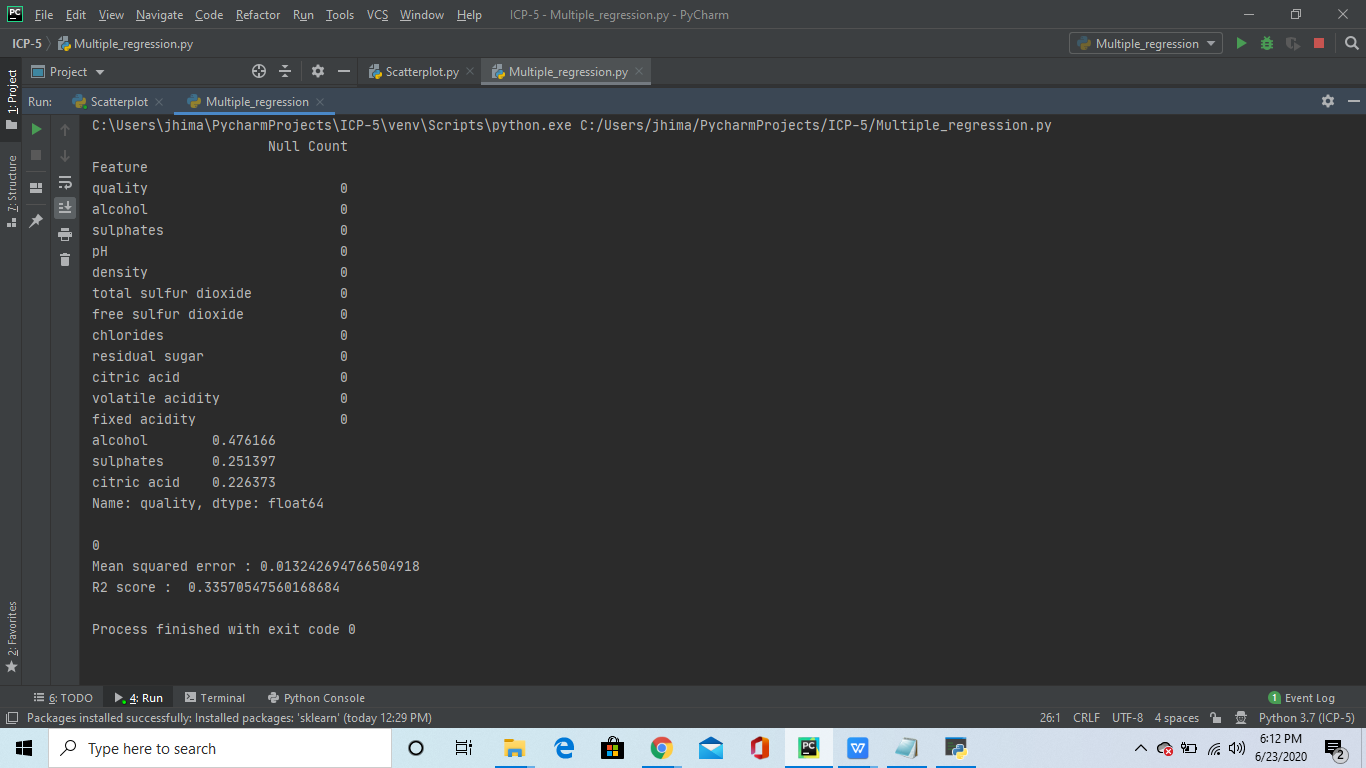 PC File Edit View Navigate Code Refactor Run Tools VCS Window Help ICP-5 - Multiple_regression.py - PyCharm
ICP-5 Multiple_regression.py Multiple_regression
1: Project Project Scatterplot.py Multiple_regression.py
Run: Scatterplot Multiple_regression
C:\Users\jhima\PycharmProjects\ICP-5\venv\Scripts\python.exe C:/Users/jhima/PycharmProjects/ICP-5/Multiple_regression.py
Null Count
Feature
quality 0
alcohol 0
sulphates 0
pH 0
density 0
total sulfur dioxide 0
free sulfur dioxide 0
chlorides 0
residual sugar 0
citric acid 0
volatile acidity 0
fixed acidity 0
alcohol 0.476166
sulphates 0.251397
citric acid 0.226373
Name: quality, dtype: float64
0
Mean squared error : 0.013242694766504918
R2 score : 0.33570547560168684
Process finished with exit code 0
7: Structure
2: Favorites
6: TODO 4: Run Terminal Python Console 1 Event Log
Packages installed successfully: Installed packages: 'sklearn' (today 12:29 PM) 26:1 CRLF UTF-8 4 spaces Python 3.7 (ICP-5)
Type here to search PC W 6:12 PM
6/23/2020 2